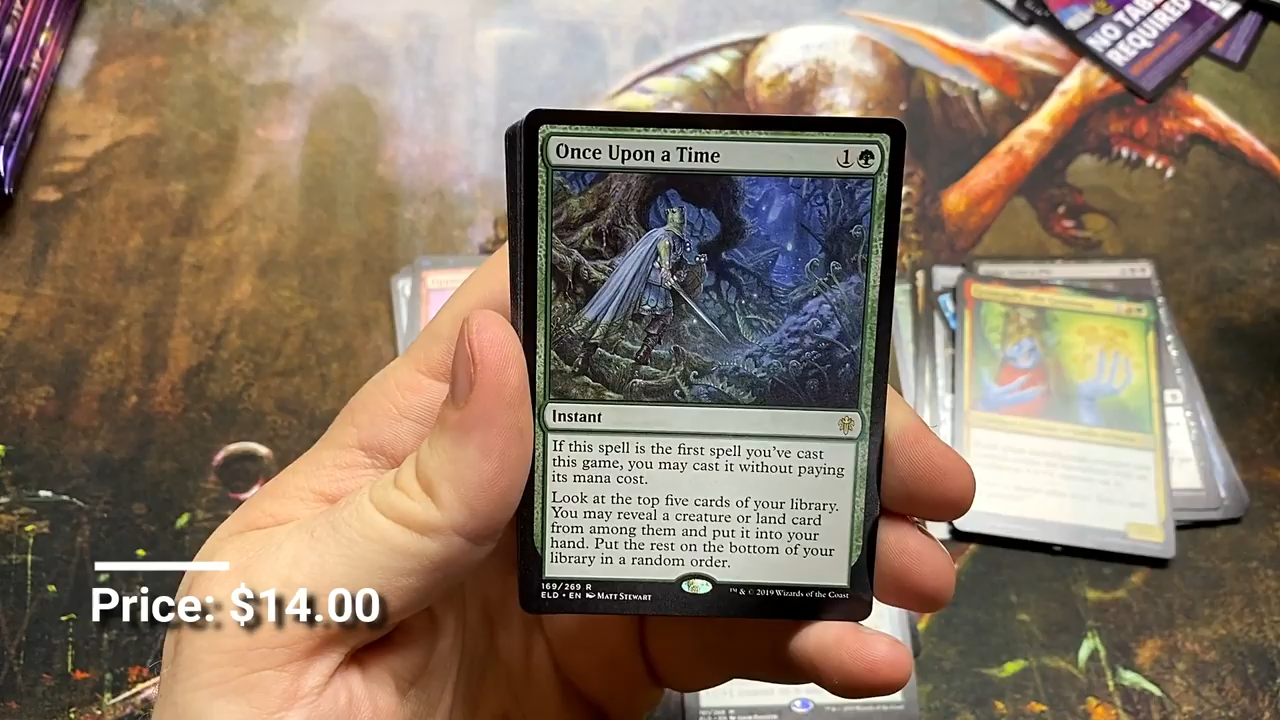 NO TABL
REQUIRED
Once Upon a Time 1
Instant
If this spell is the first spell you've cast
this game, you may cast it without paying
its mana cost.
Look at the top five cards of your library.
You may reveal a creature or land card
from among them and put it into your
hand. Put the rest on the bottom of your
library in a random order.
169/269 R
ELD • EN MATT STEWART
™ & © 2019 Wizards of the Coast
Price: $14.00